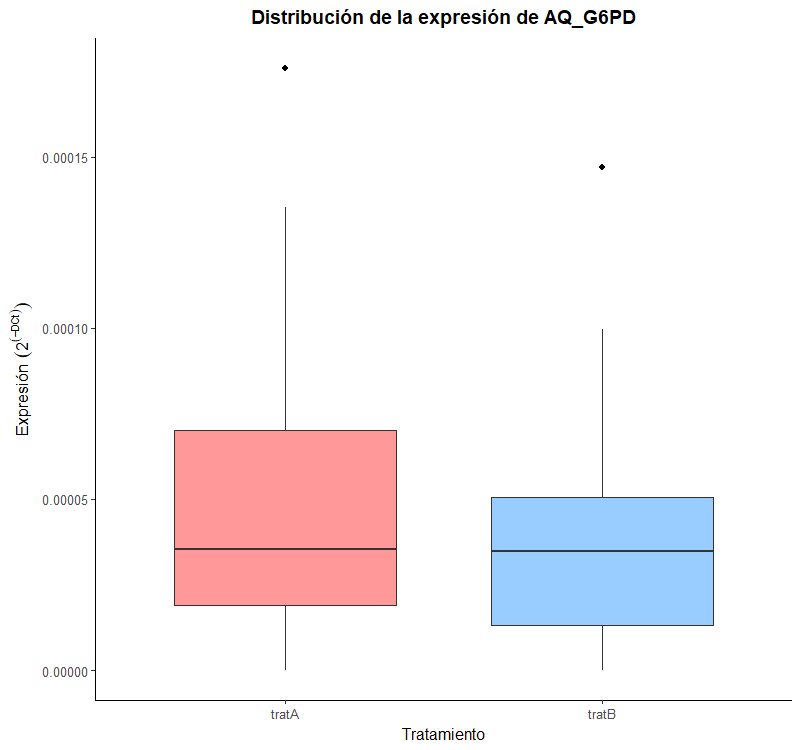 Distribución de la expresión de AQ_G6PD
Expresión (2^(−DCt))
0.00015
0.00010
0.00005
0.00000
tratA
tratB
Tratamiento